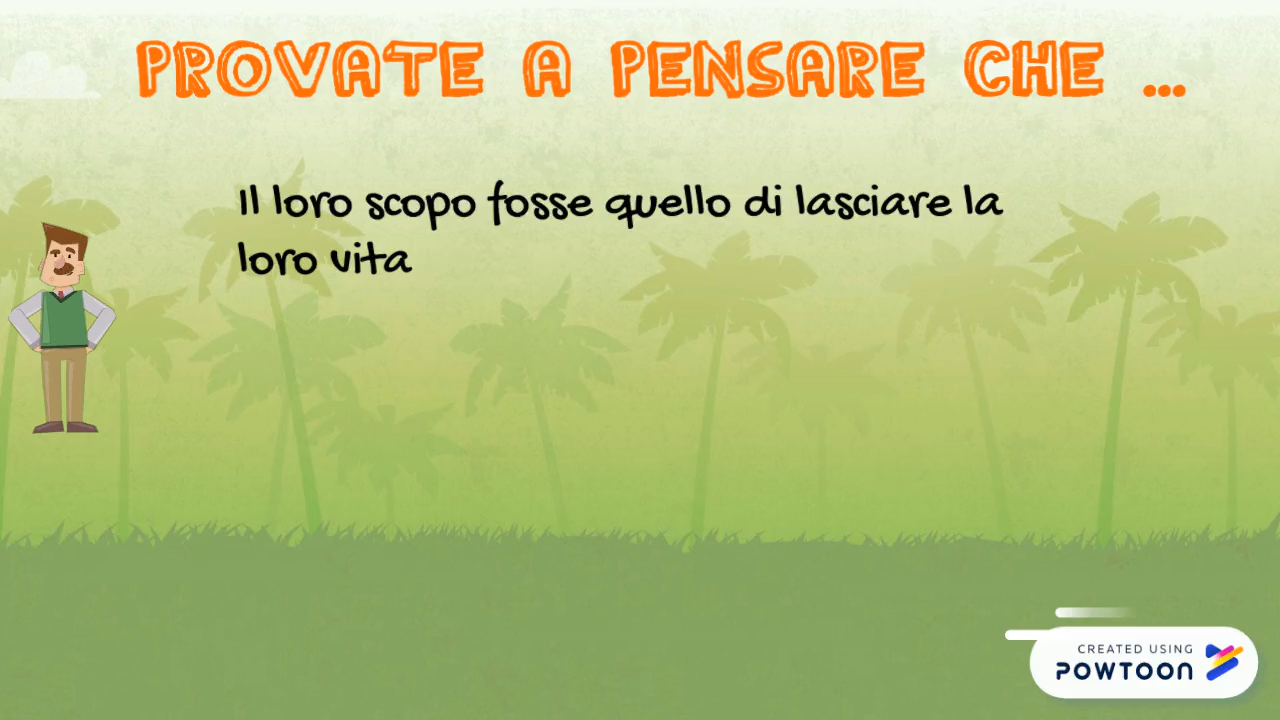 PROVATE A PENSARE CHE ...
Il loro scopo fosse quello di lasciare la
loro vita
CREATED USING
POWTOON